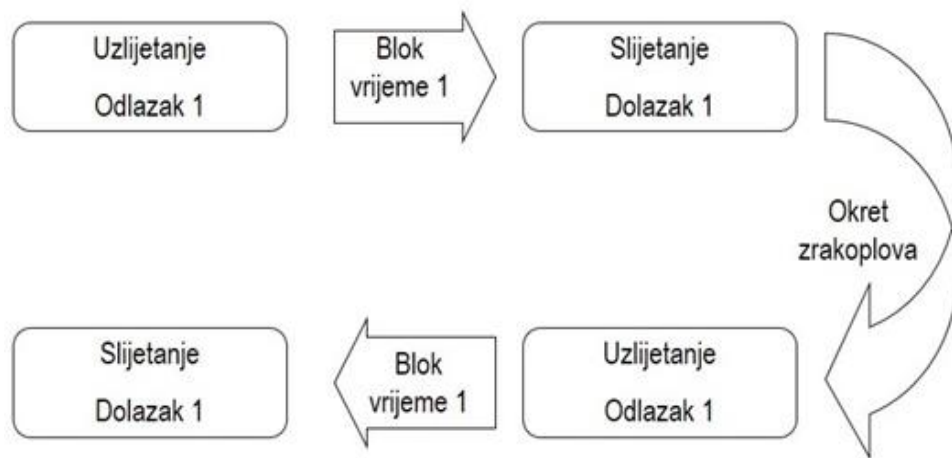 Uzlijetanje
Odlazak 1
Blok
vrijeme 1
Slijetanje
Dolazak 1
Okret
zrakoplova
Slijetanje
Dolazak 1
Blok
vrijeme 1
Uzlijetanje
Odlazak 1